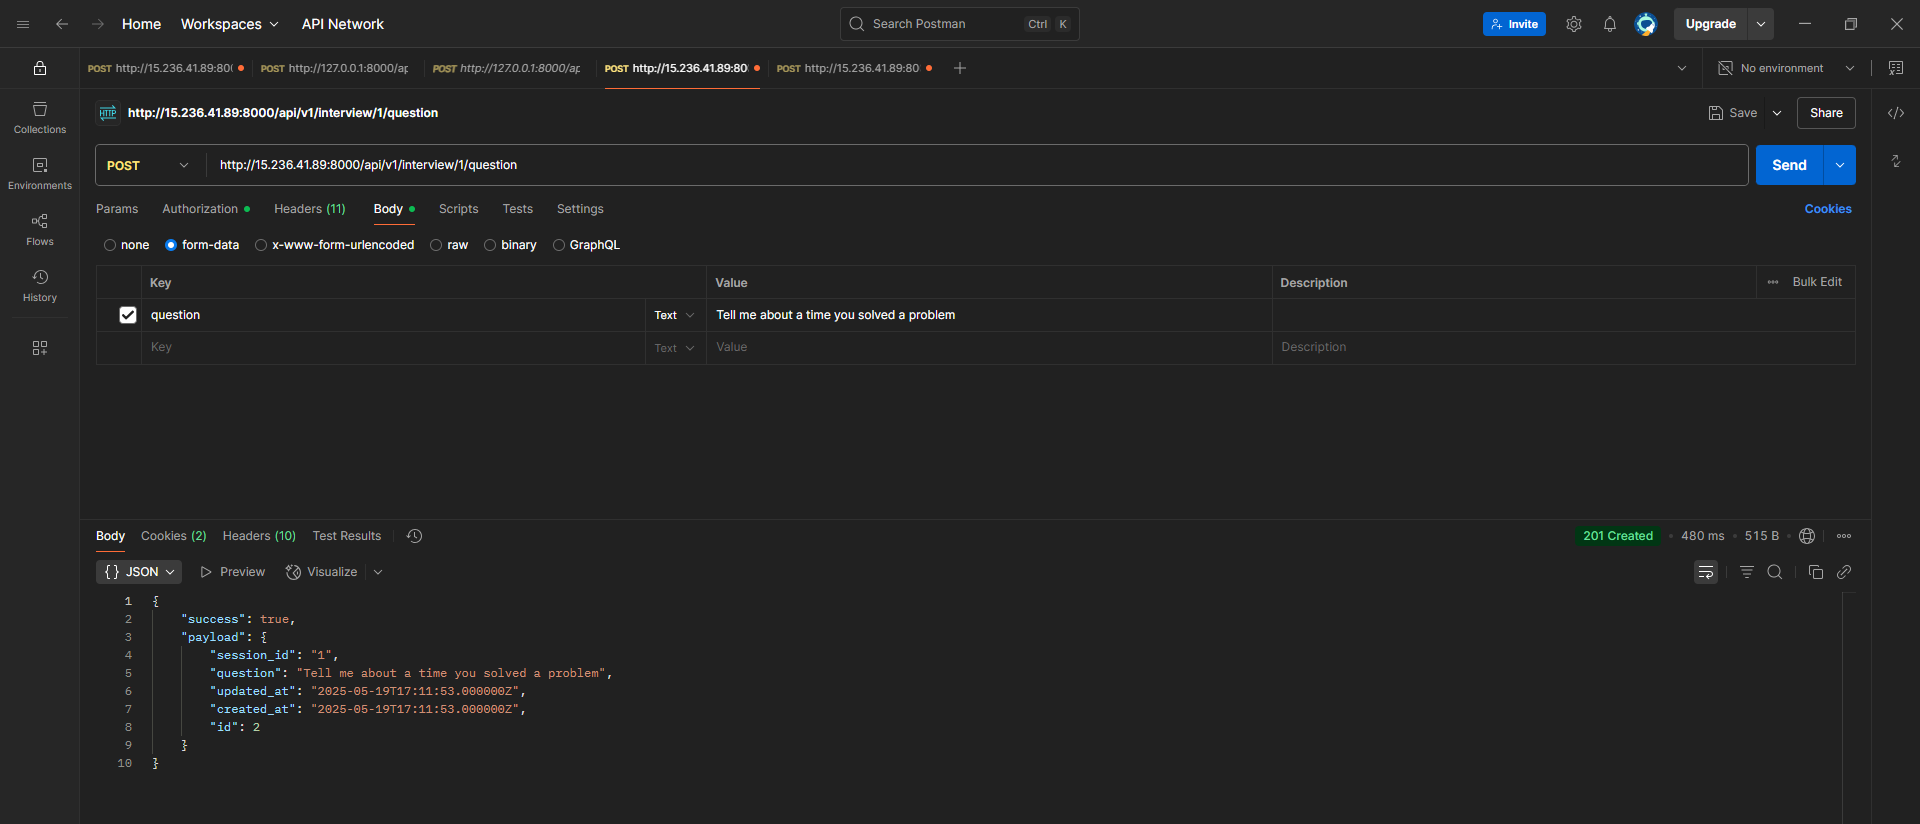 Home Workspaces API Network Search Postman Ctrl K Invite Upgrade
POST http://15.236.41.89:800 POST http://127.0.0.1:8000/ap POST http://127.0.0.1:8000/ap POST http://15.236.41.89:80 POST http://15.236.41.89:80 No environment
Collections
Environments
Flows
History
HTTP http://15.236.41.89:8000/api/v1/interview/1/question Save Share
POST http://15.236.41.89:8000/api/v1/interview/1/question Send
Params Authorization Headers (11) Body Scripts Tests Settings Cookies
none form-data x-www-form-urlencoded raw binary GraphQL
Key Value Description Bulk Edit
question Text Tell me about a time you solved a problem
Key Text Value Description
Body Cookies (2) Headers (10) Test Results 201 Created 480 ms 515 B
{} JSON Preview Visualize
1 {
2 "success": true,
3 "payload": {
4 "session_id": "1",
5 "question": "Tell me about a time you solved a problem",
6 "updated_at": "2025-05-19T17:11:53.000000Z",
7 "created_at": "2025-05-19T17:11:53.000000Z",
8 "id": 2
9 }
10 }